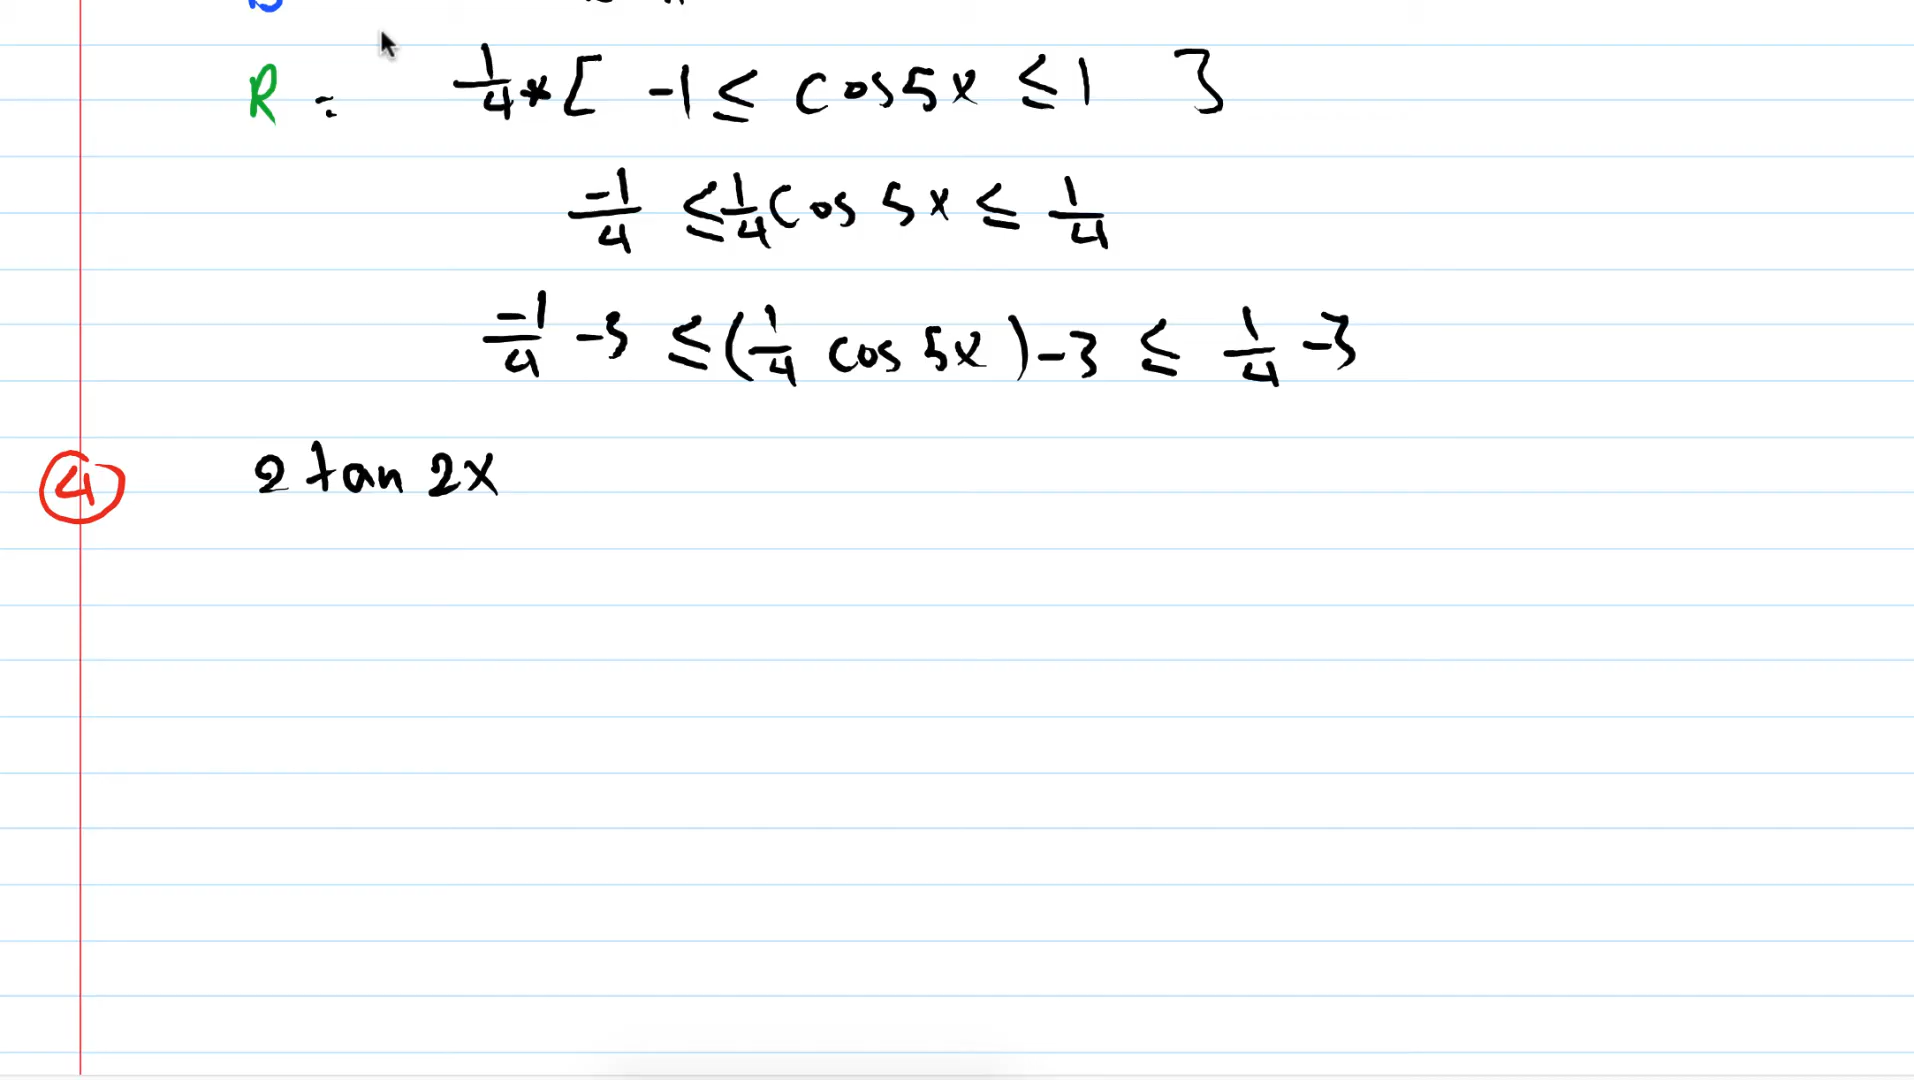 R = 1/4 * [ -1 ≤ cos5x ≤ 1 ]
-1/4 ≤ 1/4 cos 5x ≤ 1/4
-1/4 -3 ≤ (1/4 cos 5x) -3 ≤ 1/4 -3
4 2 tan 2x